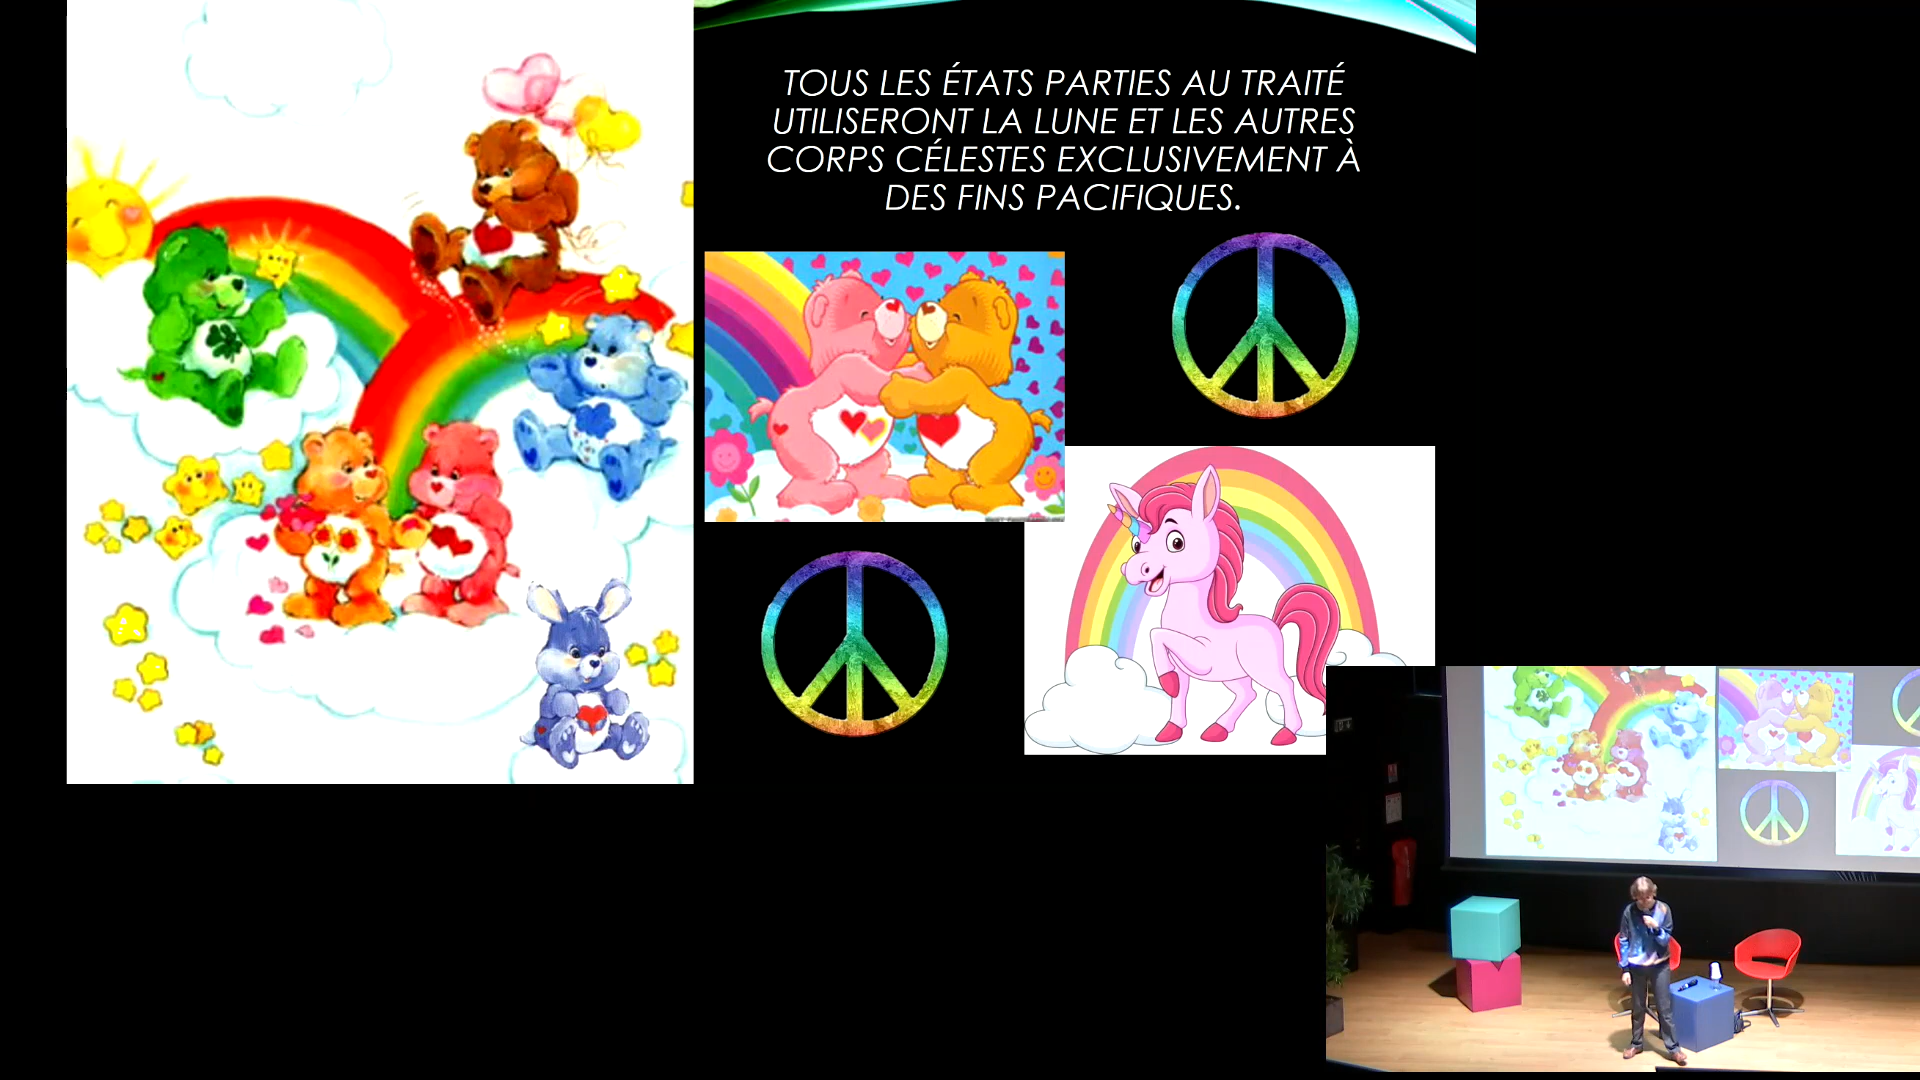 TOUS LES ÉTATS PARTIES AU TRAITÉ
UTILISERONT LA LUNE ET LES AUTRES
CORPS CÉLESTES EXCLUSIVEMENT À
DES FINS PACIFIQUES.